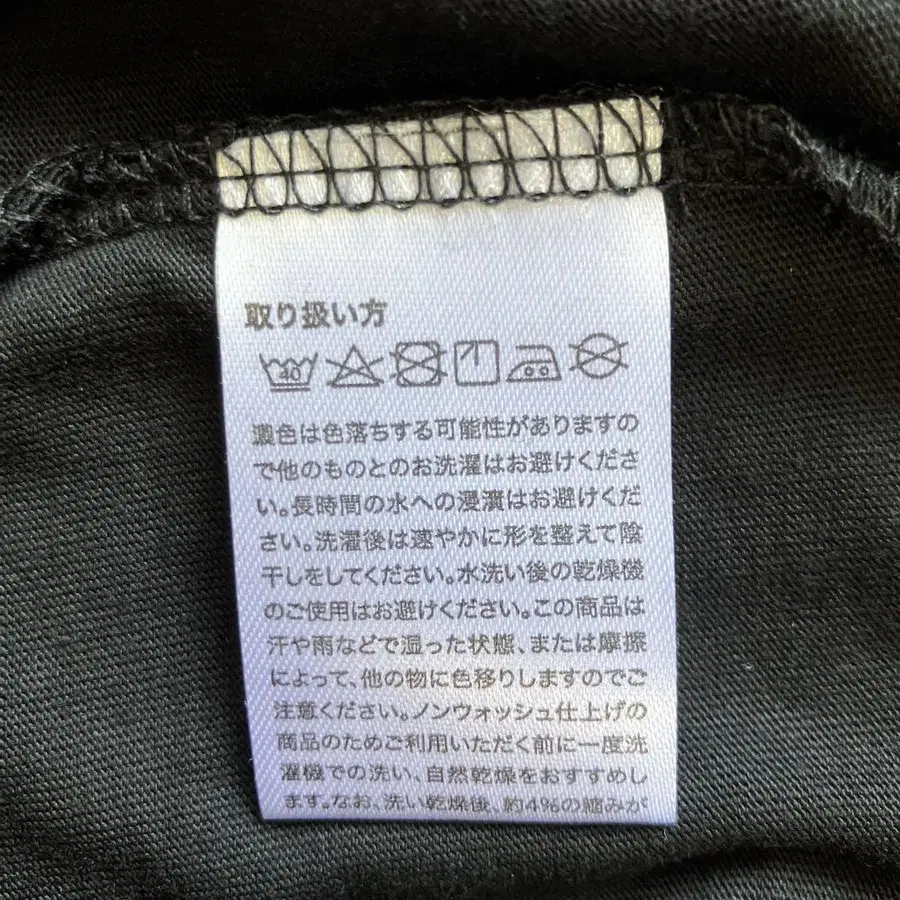 取り扱い方
40
濃色は色落ちする可能性がありますの
で他のものとのお洗濯はお避けくださ
い。長時間の水への浸漬はお避けくだ
さい。洗濯後は速やかに形を整えて陰
干しをしてください。水洗い後の乾燥機
のご使用はお避けください。この商品は
汗や雨などで湿った状態、または摩擦
によって、他の物に色移りしますのでご
注意ください。ノンウォッシュ仕上げの
商品のためご利用いただく前に一度洗
濯機での洗い、自然乾燥をおすすめし
ます。なお、洗い乾燥後、約4%の縮みが